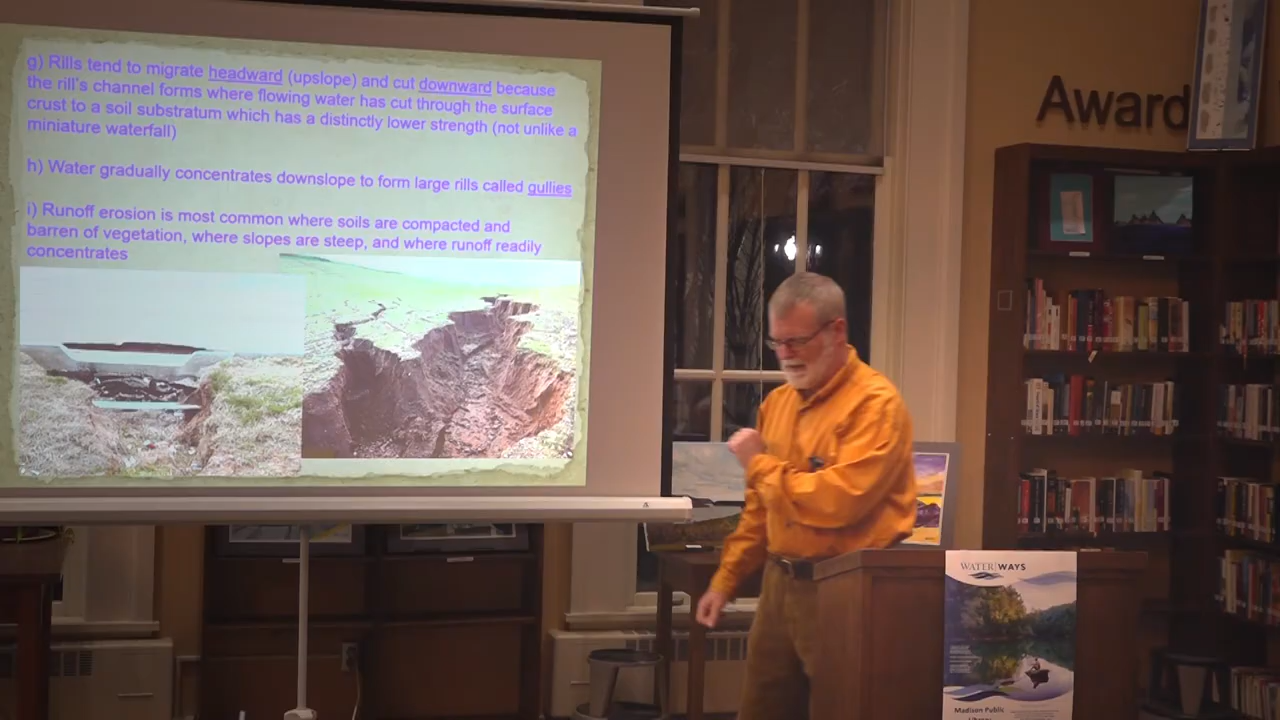 g) Rills tend to migrate headward (upslope) and cut downward because
the rill's channel forms where flowing water has cut through the surface
crust to a soil substratum which has a distinctly lower strength (not unlike a
miniature waterfall)
h) Water gradually concentrates downslope to form large rills called gullies
i) Runoff erosion is most common where soils are compacted and
barren of vegetation, where slopes are steep, and where runoff readily
concentrates
Award
WATER WAYS
Madison Public
Library